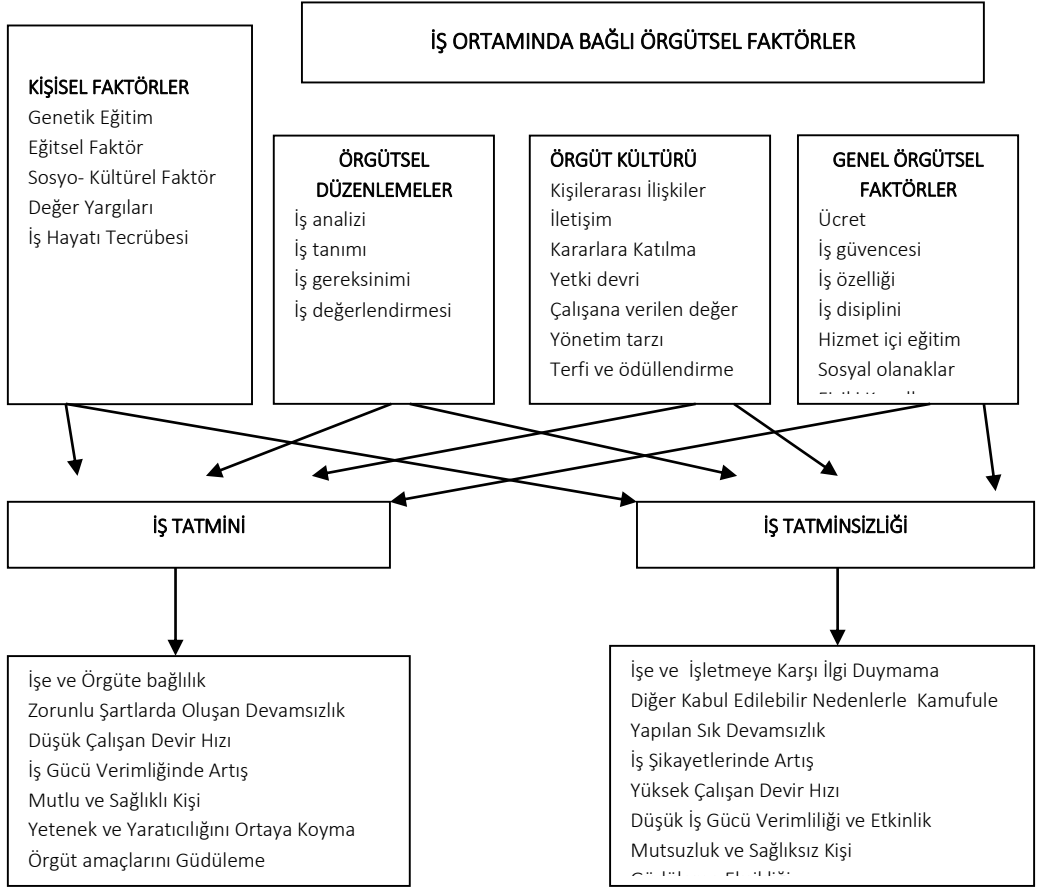 İŞ ORTAMINDA BAĞLI ÖRGÜTSEL FAKTÖRLER
KİŞİSEL FAKTÖRLER
Genetik Eğitim
Eğitsel Faktör
Sosyo- Kültürel Faktör
Değer Yargıları
İş Hayatı Tecrübesi
ÖRGÜTSEL
DÜZENLEMELER
İş analizi
İş tanımı
İş gereksinimi
İş değerlendirmesi
ÖRGÜT KÜLTÜRÜ
Kişilerarası İlişkiler
İletişim
Kararlara Katılma
Yetki devri
Çalışana verilen değer
Yönetim tarzı
Terfi ve ödüllendirme
GENEL ÖRGÜTSEL
FAKTÖRLER
Ücret
İş güvencesi
İş özelliği
İş disiplini
Hizmet içi eğitim
Sosyal olanaklar
İŞ TATMİNİ
İŞ TATMİNSİZLİĞİ
İşe ve Örgüte bağlılık
Zorunlu Şartlarda Oluşan Devamsızlık
Düşük Çalışan Devir Hızı
İş Gücü Verimliğinde Artış
Mutlu ve Sağlıklı Kişi
Yetenek ve Yaratıcılığını Ortaya Koyma
Örgüt amaçlarını Güdüleme
İşe ve İşletmeye Karşı İlgi Duymama
Diğer Kabul Edilebilir Nedenlerle Kamufule
Yapılan Sık Devamsızlık
İş Şikayetlerinde Artış
Yüksek Çalışan Devir Hızı
Düşük İş Gücü Verimliliği ve Etkinlik
Mutsuzluk ve Sağlıksız Kişi